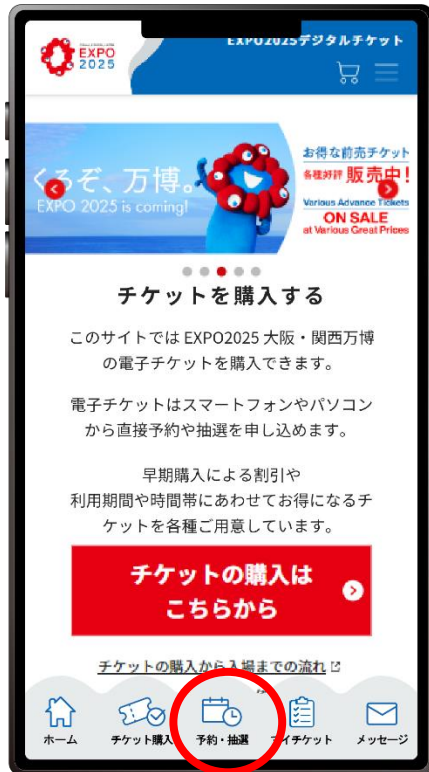 EXPO
2025
EXPO2025デジタルチケット
くるぞ、万博。
EXPO 2025 is coming!
お得な前売チケット
各種好評 販売中!
Various Advance Tickets
ON SALE
at Various Great Prices
チケットを購入する
このサイトでは EXPO2025 大阪・関西万博
の電子チケットを購入できます。
電子チケットはスマートフォンやパソコン
から直接予約や抽選を申し込めます。
早期購入による割引や
利用期間や時間帯にあわせてお得になるチ
ケットを各種ご用意しています。
チケットの購入は
こちらから
チケットの購入から入場までの流れ
ホーム
チケット購入
予約・抽選
マイチケット
メッセージ